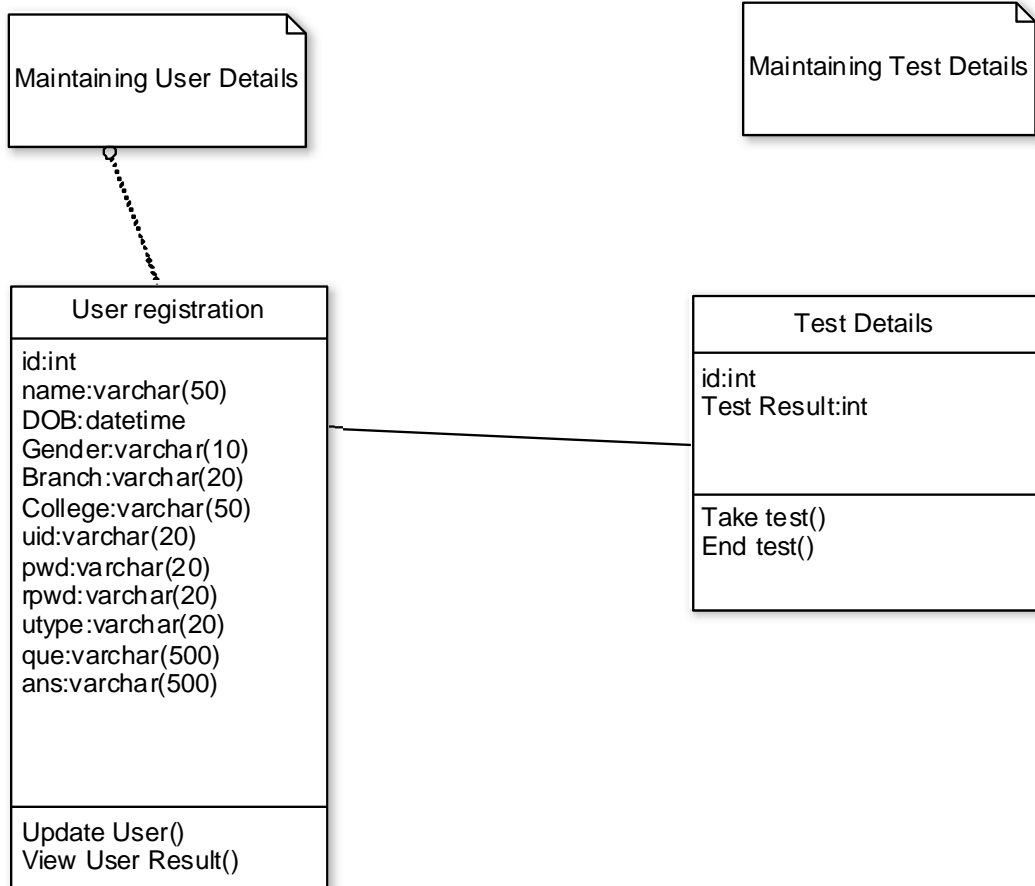 Maintaining User Details
Maintaining Test Details
User registration
id:int
name:varchar(50)
DOB:datetime
Gender:varchar(10)
Branch:varchar(20)
College:varchar(50)
uid:varchar(20)
pwd:varchar(20)
rpwd:varchar(20)
utype:varchar(20)
que:varchar(500)
ans:varchar(500)
Update User()
View User Result()
Test Details
id:int
Test Result:int
Take test()
End test()